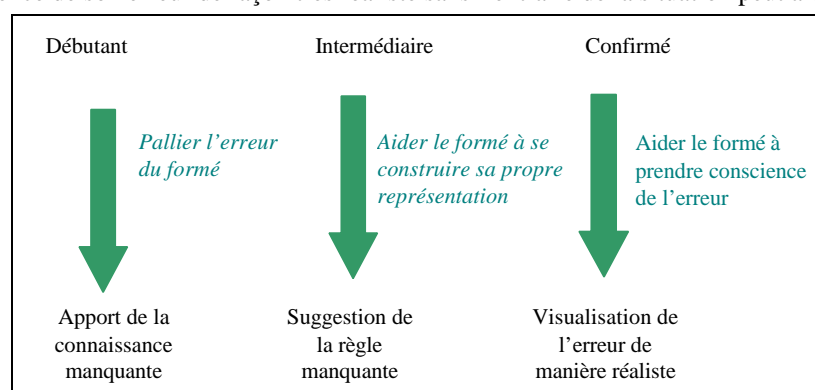 Débutant
Intermédiaire
Confirmé
Pallier l’erreur
du formé
Aider le formé à se
construire sa propre
représentation
Aider le formé à
prendre conscience
de l’erreur
Apport de la
connaissance
manquante
Suggestion de
la règle
manquante
Visualisation de
l’erreur de
manière réaliste